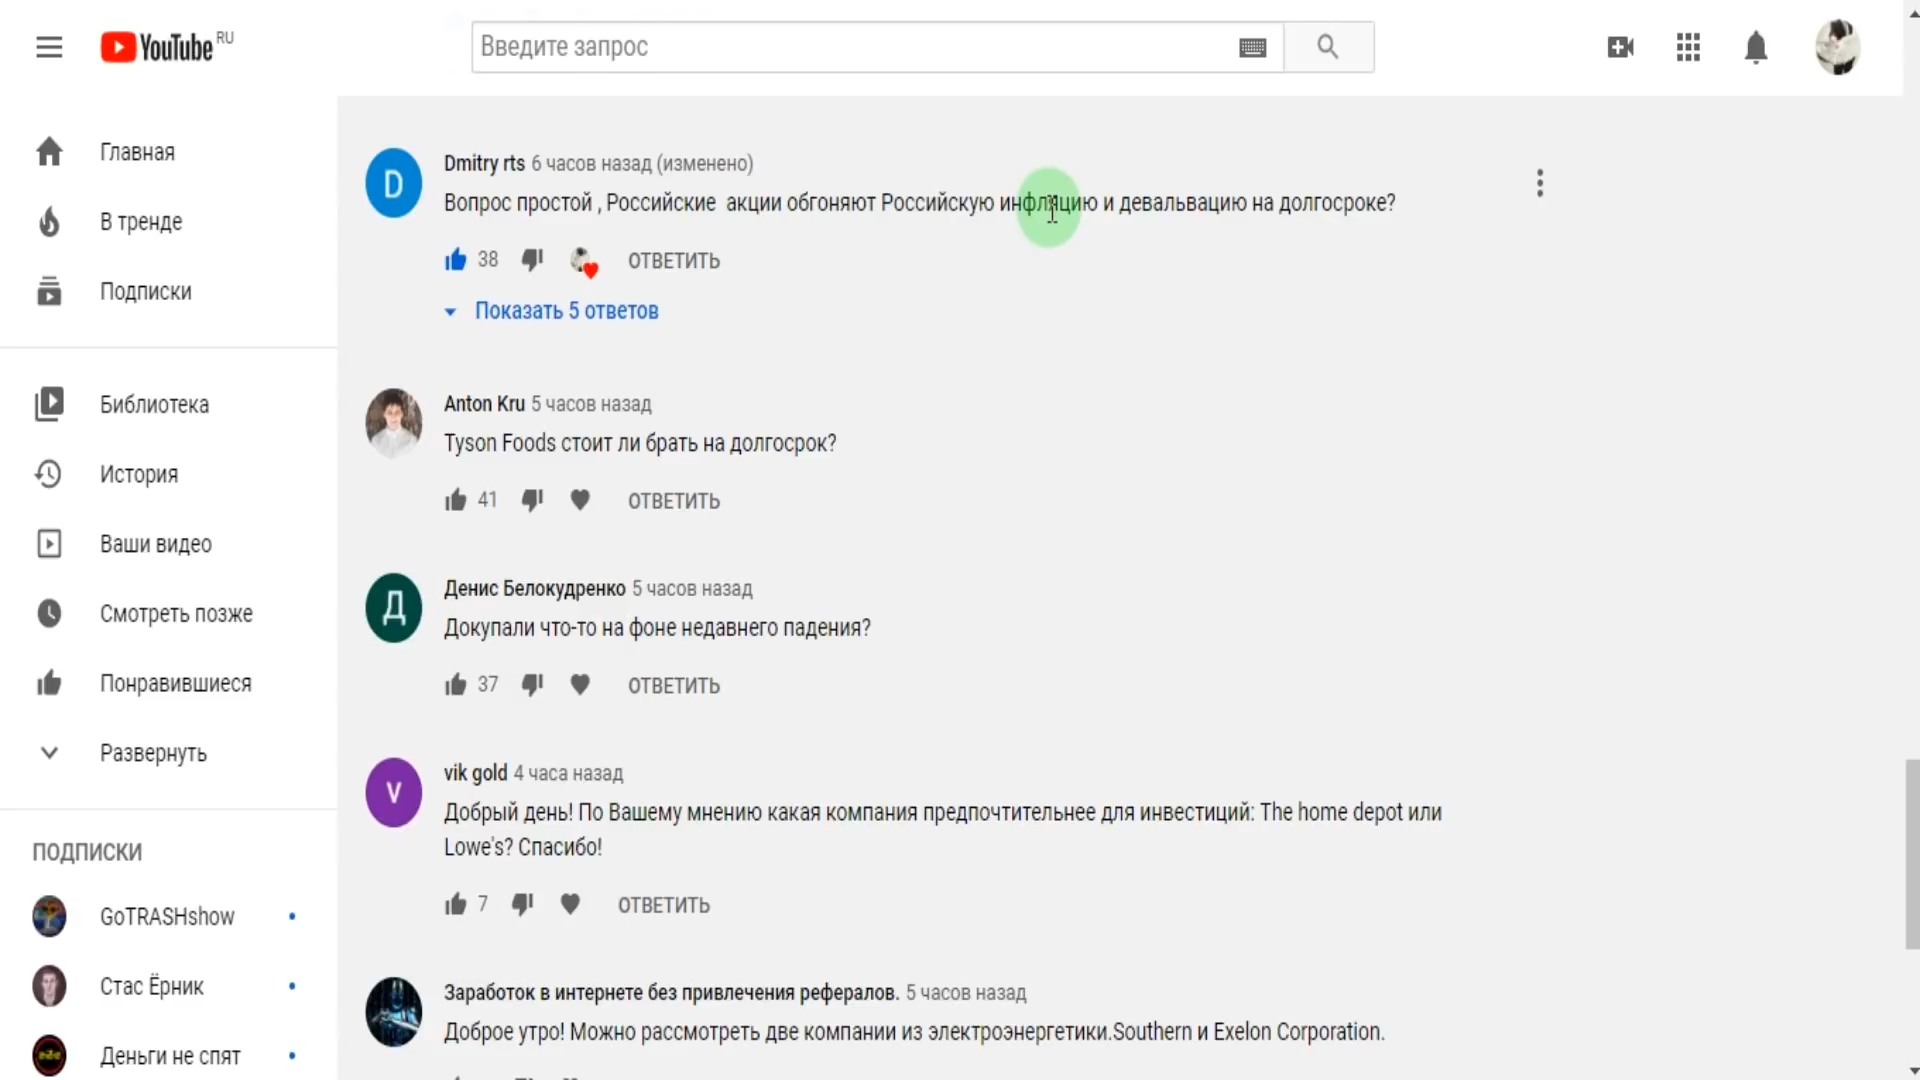 YouTube RU
Введите запрос
Главная
В тренде
Подписки
Библиотека
История
Ваши видео
Смотреть позже
Понравившиеся
Развернуть
ПОДПИСКИ
GoTRASHshow
Стас Ёрник
Деньги не спят
D
Dmitry rts 6 часов назад (изменено)
Вопрос простой , Российские акции обгоняют Российскую инфляцию и девальвацию на долгосроке?
38 ОТВЕТИТЬ
Показать 5 ответов
Anton Kru 5 часов назад
Tyson Foods стоит ли брать на долгосрок?
41 ОТВЕТИТЬ
Д
Денис Белокудренко 5 часов назад
Докупали что-то на фоне недавнего падения?
37 ОТВЕТИТЬ
v
vik gold 4 часа назад
Добрый день! По Вашему мнению какая компания предпочтительнее для инвестиций: The home depot или
Lowe's? Спасибо!
7 ОТВЕТИТЬ
Заработок в интернете без привлечения рефералов. 5 часов назад
Доброе утро! Можно рассмотреть две компании из электроэнергетики.Southern и Exelon Corporation.